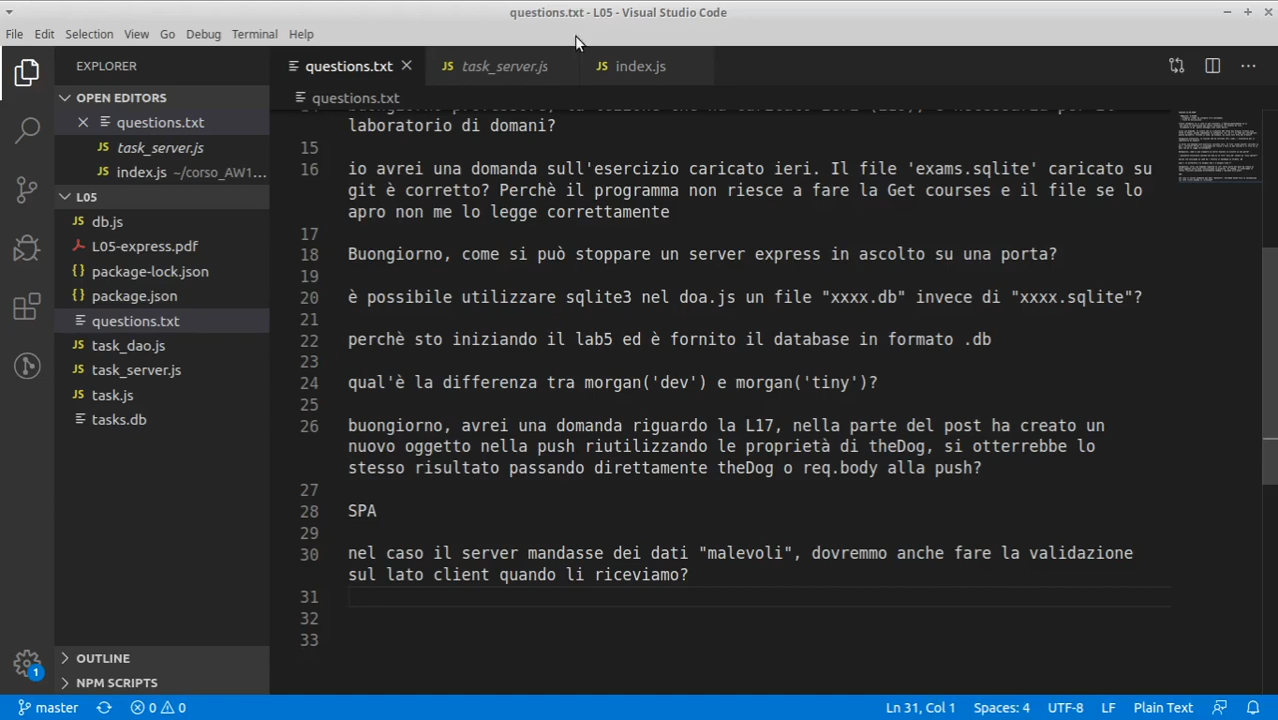 questions.txt - L05 - Visual Studio Code
File Edit Selection View Go Debug Terminal Help
EXPLORER
questions.txt
JS task_server.js
JS index.js
OPEN EDITORS
questions.txt
task_server.js
JS index.js ~/corso_AW1...
L05
JS db.js
L05-express.pdf
{} package-lock.json
{} package.json
questions.txt
JS task_dao.js
JS task_server.js
JS task.js
tasks.db
OUTLINE
NPM SCRIPTS
1
questions.txt
laboratorio di domani?
15
16 io avrei una domanda sull'esercizio caricato ieri. Il file 'exams.sqlite' caricato su
git è corretto? Perchè il programma non riesce a fare la Get courses e il file se lo
apro non me lo legge correttamente
17
18 Buongiorno, come si può stoppare un server express in ascolto su una porta?
19
20 è possibile utilizzare sqlite3 nel doa.js un file "xxxx.db" invece di "xxxx.sqlite"?
21
22 perchè sto iniziando il lab5 ed è fornito il database in formato .db
23
24 qual'è la differenza tra morgan('dev') e morgan('tiny')?
25
26 buongiorno, avrei una domanda riguardo la L17, nella parte del post ha creato un
nuovo oggetto nella push riutilizzando le proprietà di theDog, si otterrebbe lo
stesso risultato passando direttamente theDog o req.body alla push?
27
28 SPA
29
30 nel caso il server mandasse dei dati "malevoli", dovremmo anche fare la validazione
sul lato client quando li riceviamo?
31
32
33
master 0 0 Ln 31, Col 1 Spaces: 4 UTF-8 LF Plain Text